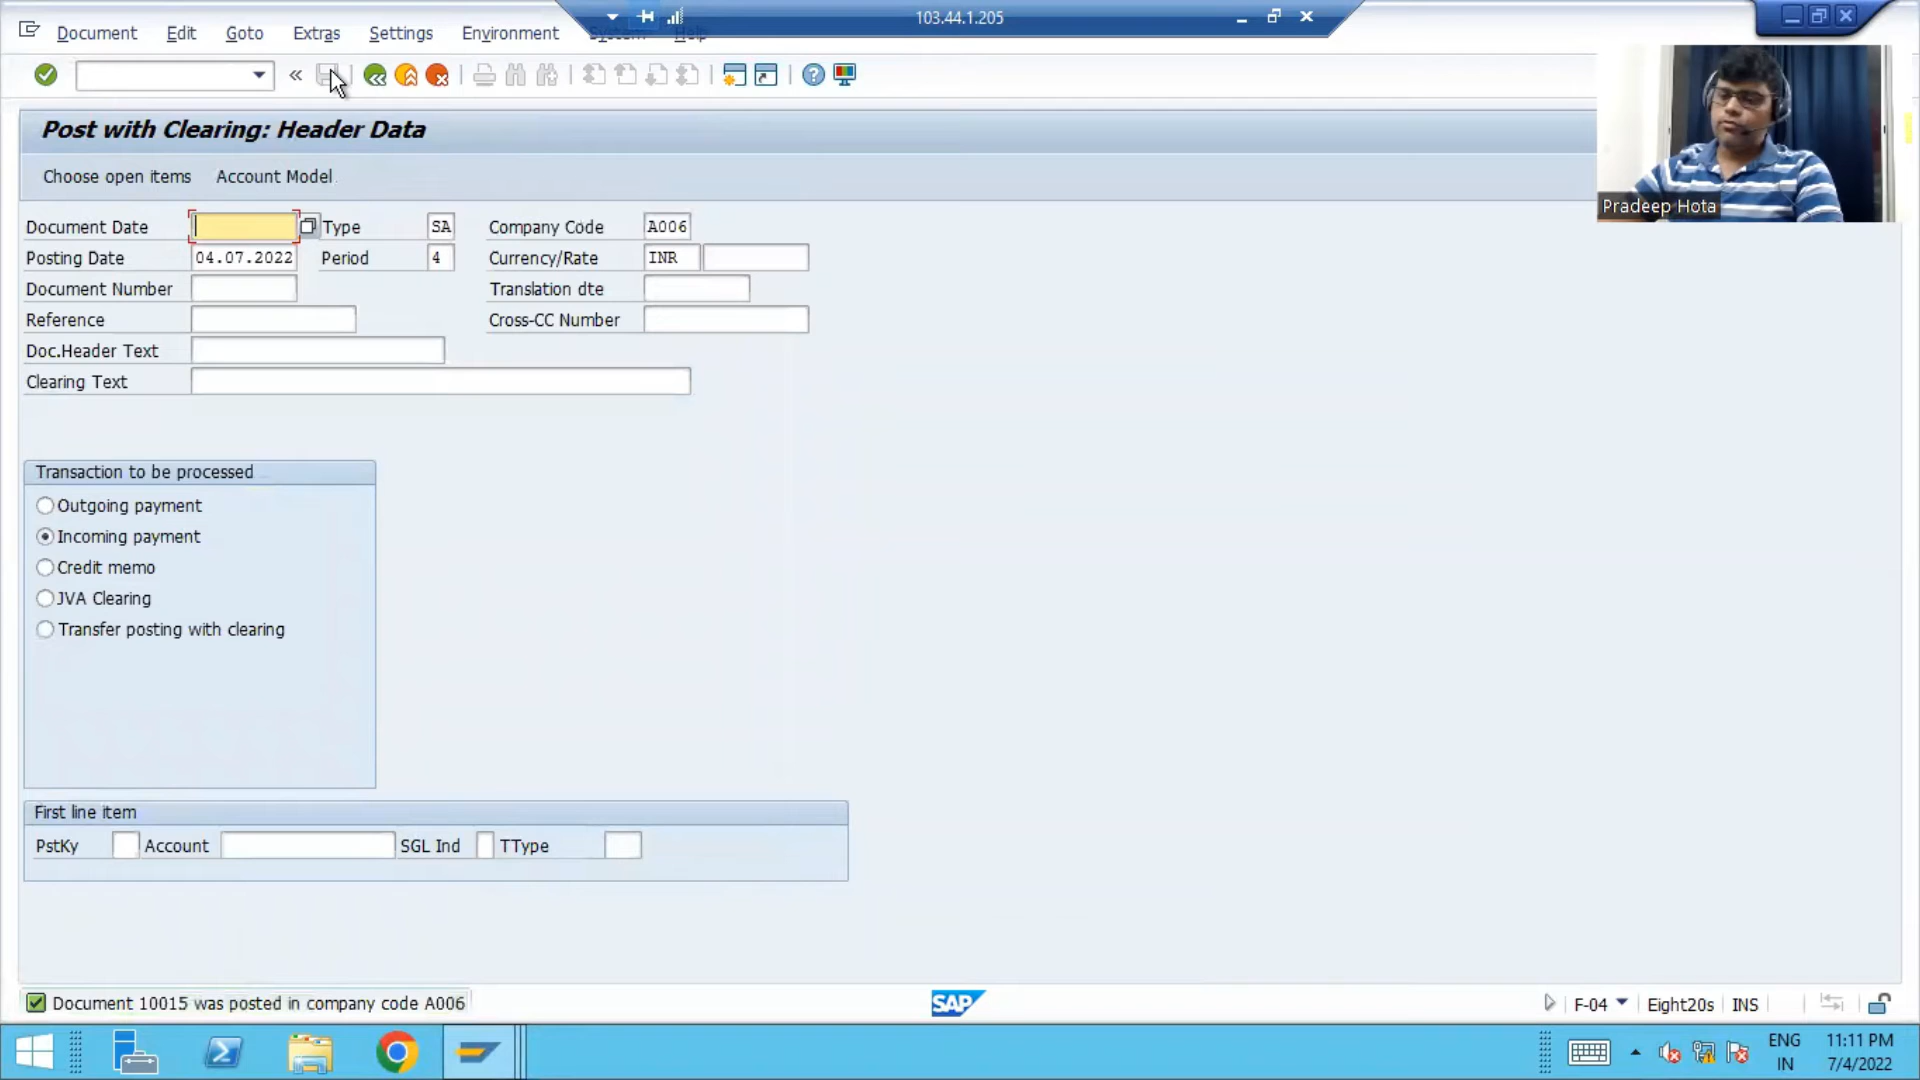 103.44.1.205
Document Edit Goto Extras Settings Environment System Help
Post with Clearing: Header Data
Choose open items Account Model
Pradeep Hota
Document Date Type SA Company Code A006
Posting Date 04.07.2022 Period 4 Currency/Rate INR
Document Number Translation dte
Reference Cross-CC Number
Doc.Header Text
Clearing Text
Transaction to be processed
Outgoing payment
Incoming payment
Credit memo
JVA Clearing
Transfer posting with clearing
First line item
PstKy Account SGL Ind TType
Document 10015 was posted in company code A006
SAP
F-04 Eight20s INS
ENG 11:11 PM
IN 7/4/2022